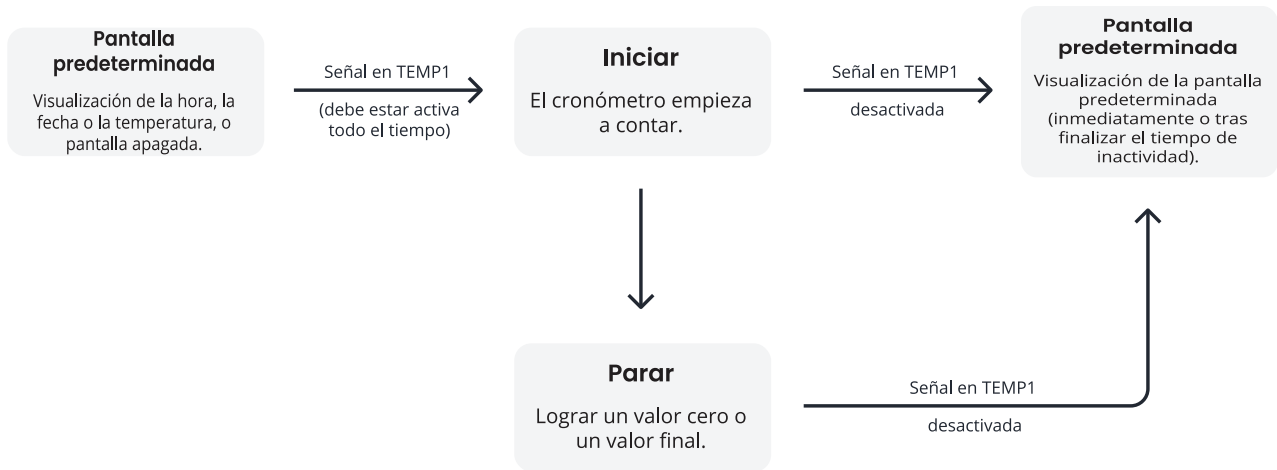 Pantalla
predeterminada
Visualización de la hora, la
fecha o la temperatura, o
pantalla apagada.
Señal en TEMP1
(debe estar activa
todo el tiempo)
Iniciar
El cronómetro empieza
a contar.
Señal en TEMP1
desactivada
Pantalla
predeterminada
Visualización de la pantalla
predeterminada
(inmediatamente o tras
finalizar el tiempo de
inactividad).
Parar
Lograr un valor cero o
un valor final.
Señal en TEMP1
desactivada